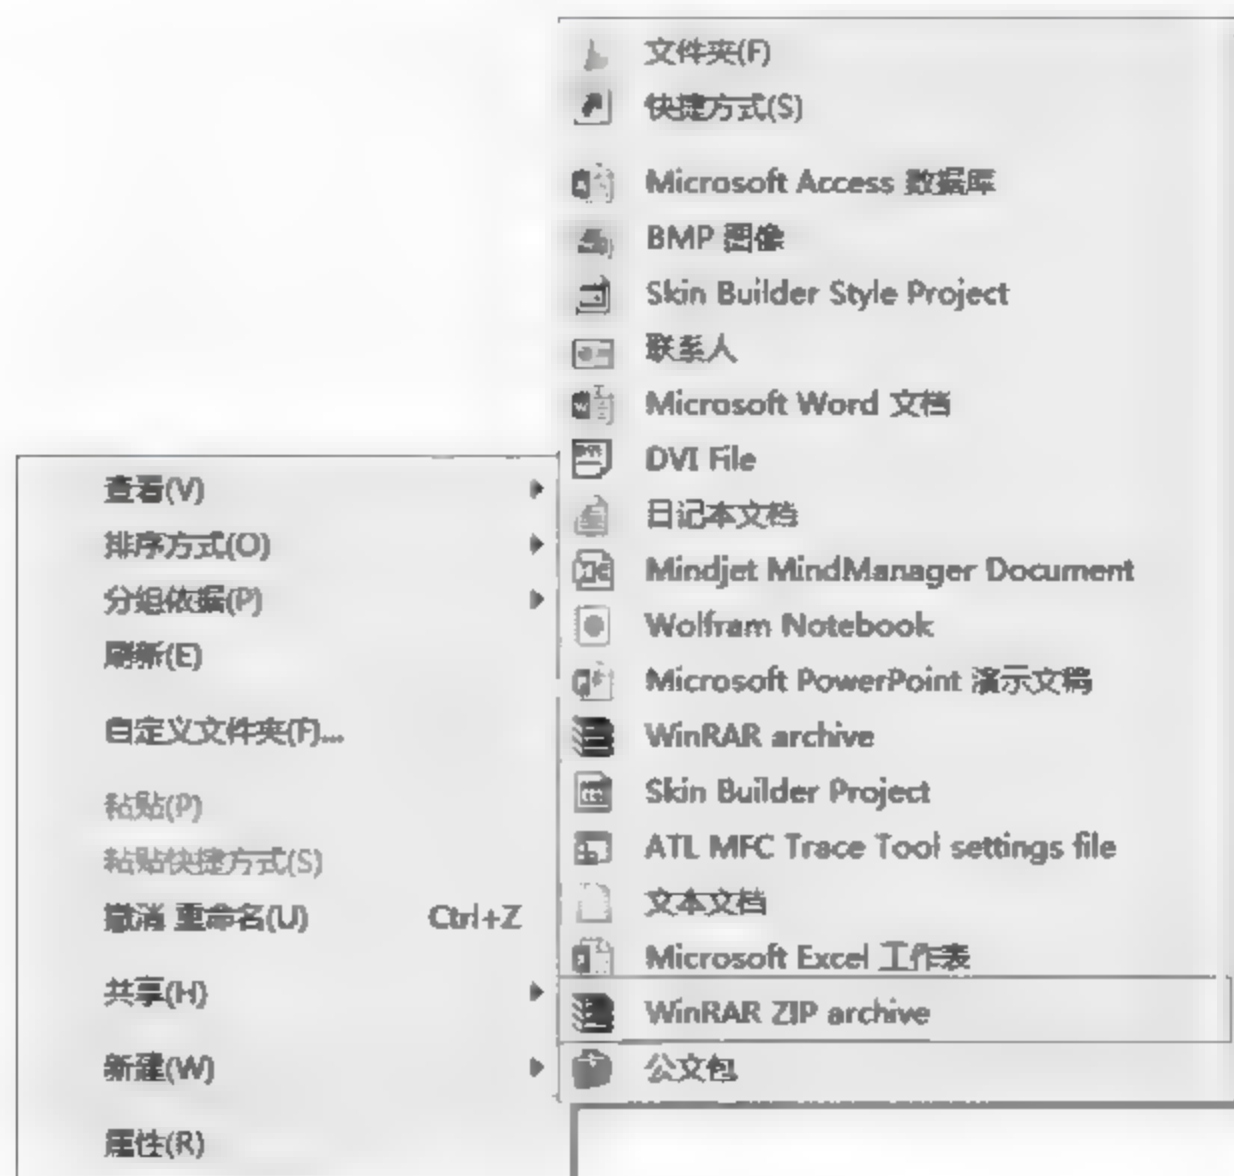 文件夹(F)
快捷方式(S)
Microsoft Access 数据库
BMP 图像
Skin Builder Style Project
联系人
Microsoft Word 文档
DVI File
日记本文档
Mindjet MindManager Document
Wolfram Notebook
Microsoft PowerPoint 演示文稿
WinRAR archive
Skin Builder Project
ATL MFC Trace Tool settings file
文本文档
Microsoft Excel 工作表
WinRAR ZIP archive
公文包
查看(V)
排序方式(O)
分组依据(P)
刷新(E)
自定义文件夹(F)...
粘贴(P)
粘贴快捷方式(S)
撤消 重命名(U) Ctrl+Z
共享(H)
新建(W)
属性(R)